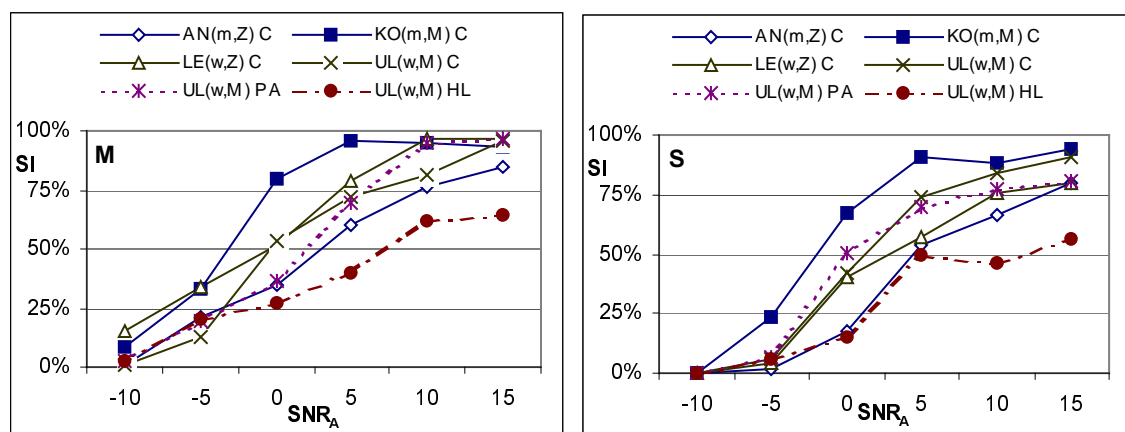 AN(m,Z) C KO(m,M) C
LE(w,Z) C UL(w,M) C
UL(w,M) PA UL(w,M) HL
100%
SI M
75%
50%
25%
0%
-10 -5 0 5 10 15
SNR_A
AN(m,Z) C KO(m,M) C
LE(w,Z) C UL(w,M) C
UL(w,M) PA UL(w,M) HL
100%
SI S
75%
50%
25%
0%
-10 -5 0 5 10 15
SNR_A